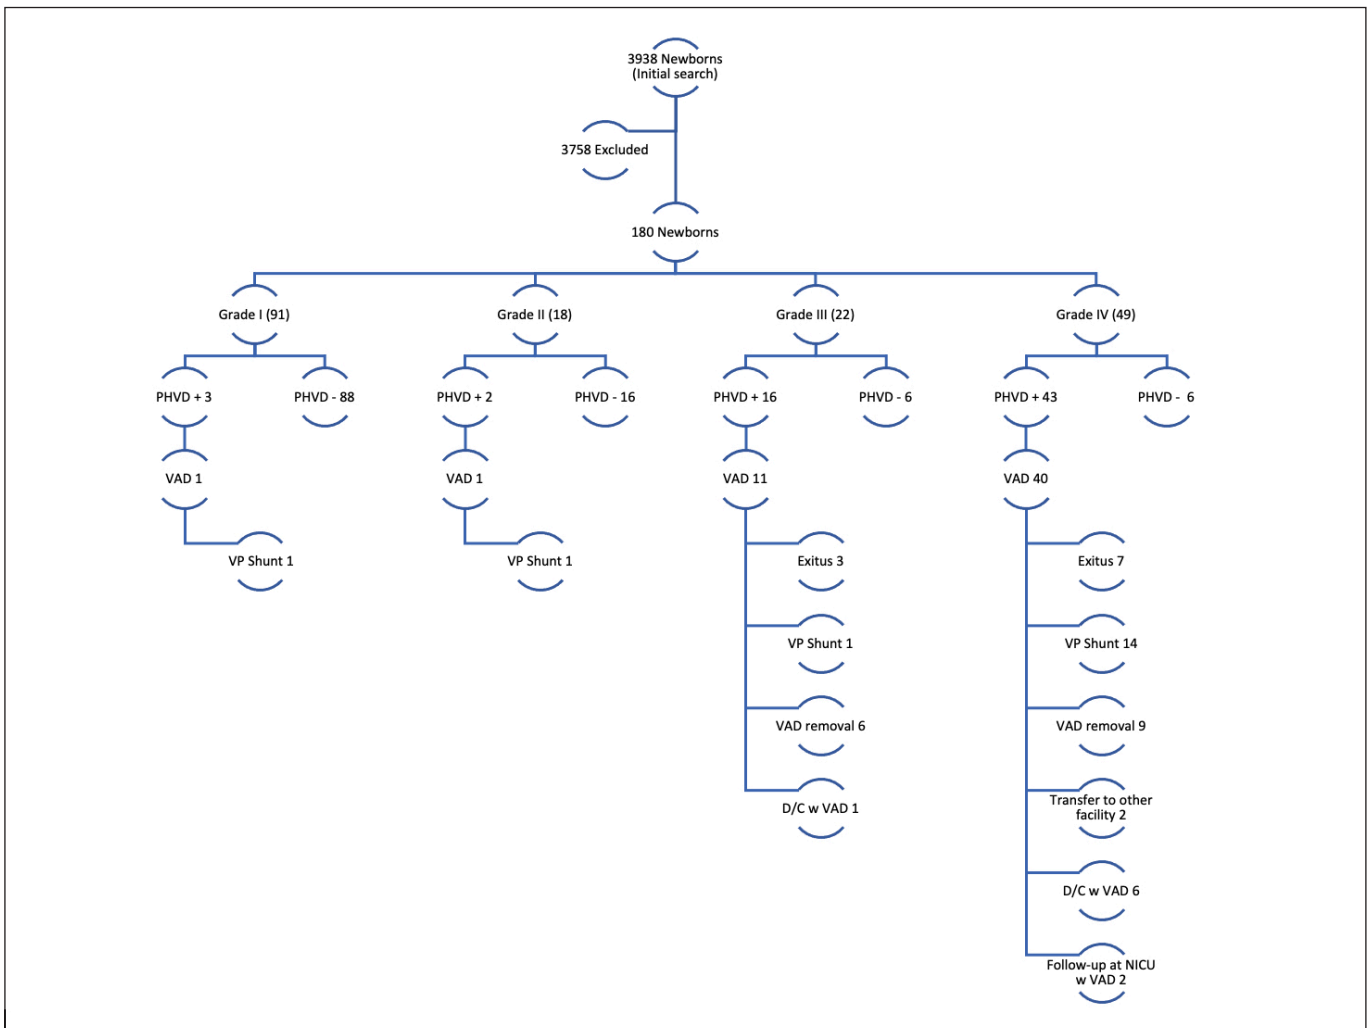 3938 Newborns
(Initial search)
3758 Excluded
180 Newborns
Grade I (91)
Grade II (18)
Grade III (22)
Grade IV (49)
PHVD + 3
PHVD - 88
PHVD + 2
PHVD - 16
PHVD + 16
PHVD - 6
PHVD + 43
PHVD -  6
VAD 1
VAD 1
VAD 11
VAD 40
VP Shunt 1
VP Shunt 1
Exitus 3
Exitus 7
VP Shunt 1
VP Shunt 14
VAD removal 6
VAD removal 9
D/C w VAD 1
Transfer to other
facility 2
D/C w VAD 6
Follow-up at NICU
w VAD 2